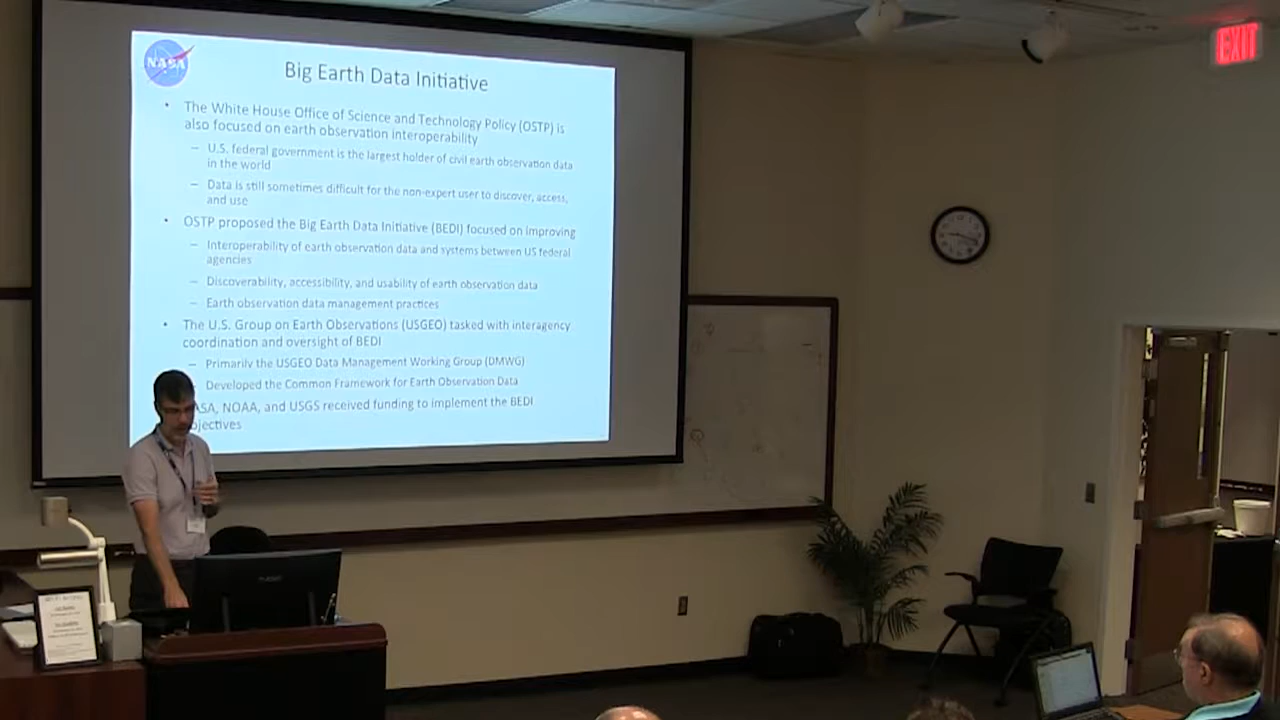 NASA
Big Earth Data Initiative
• The White House Office of Science and Technology Policy (OSTP) is
also focused on earth observation interoperability
– U.S. federal government is the largest holder of civil earth observation data
in the world
– Data is still sometimes difficult for the non-expert user to discover, access,
and use
• OSTP proposed the Big Earth Data Initiative (BEDI) focused on improving
– Interoperability of earth observation data and systems between US federal
agencies
– Discoverability, accessibility, and usability of earth observation data
– Earth observation data management practices
• The U.S. Group on Earth Observations (USGEO) tasked with interagency
coordination and oversight of BEDI
– Primarily the USGEO Data Management Working Group (DMWG)
– Developed the Common Framework for Earth Observation Data
ASA, NOAA, and USGS received funding to implement the BEDI
jectives
EXIT